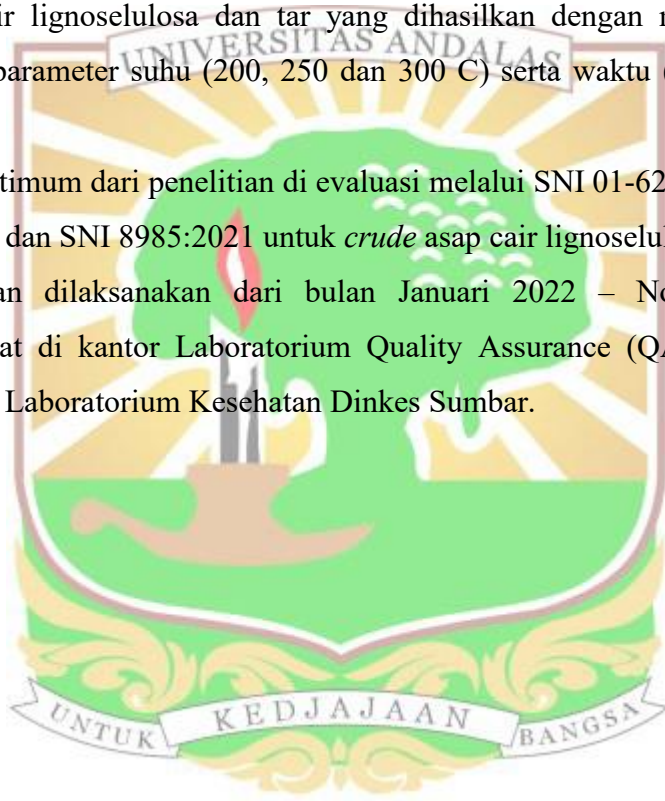 ir lignoselulosa dan tar yang dihasilkan dengan
UNIVERSITAS ANDALAS
parameter suhu (200, 250 dan 300 C) serta waktu
timum dari penelitian di evaluasi melalui SNI 01-62
dan SNI 8985:2021 untuk crude asap cair lignoselul
an dilaksanakan dari bulan Januari 2022 – No
at di kantor Laboratorium Quality Assurance (QA
Laboratorium Kesehatan Dinkes Sumbar.
UNTUK KEDJAJAAN BANGSA